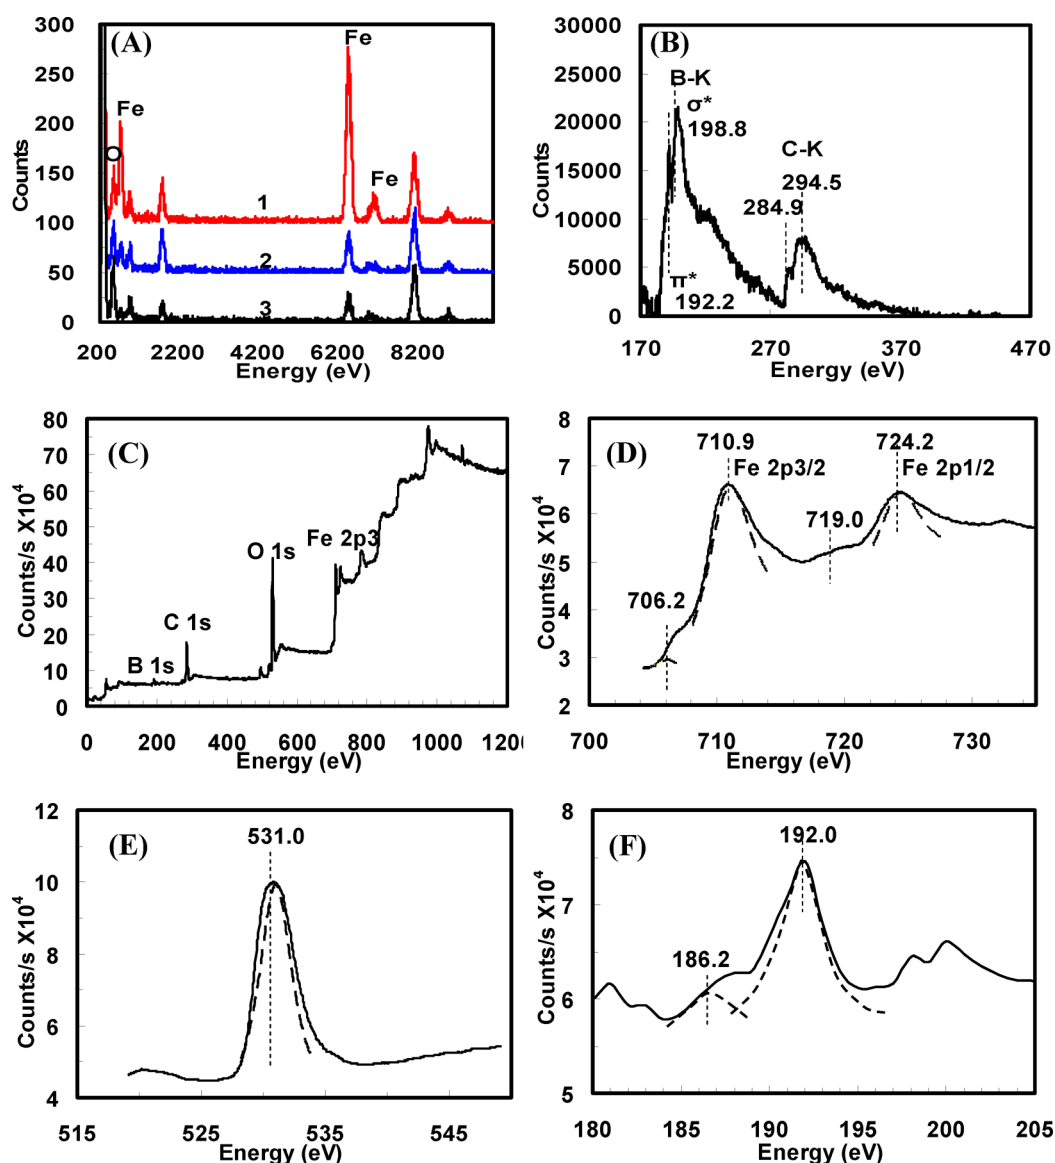 (A)
300
250
200
150
100
50
0
Counts
Fe
Fe
O
Fe
1
2
3
200 2200 4200 6200 8200
Energy (eV)
(B)
30000
25000
20000
15000
10000
5000
0
Counts
B-K
σ*
198.8
C-K
294.5
284.9
π*
192.2
170 270 370 470
Energy (eV)
(C)
80
70
60
50
40
30
20
10
0
Counts/s X10⁴
Fe 2p3
O 1s
C 1s
B 1s
0 200 400 600 800 1000 120
Energy (eV)
(D)
8
7
6
5
4
3
2
Counts/s X10⁴
710.9 724.2
Fe 2p3/2 Fe 2p1/2
719.0
706.2
700 710 720 730
Energy (eV)
(E)
12
10
8
6
4
Counts/s X10⁴
531.0
515 525 535 545
Energy (eV)
(F)
8
7
6
5
Counts/s X10⁴
192.0
186.2
180 185 190 195 200 205
Energy (eV)